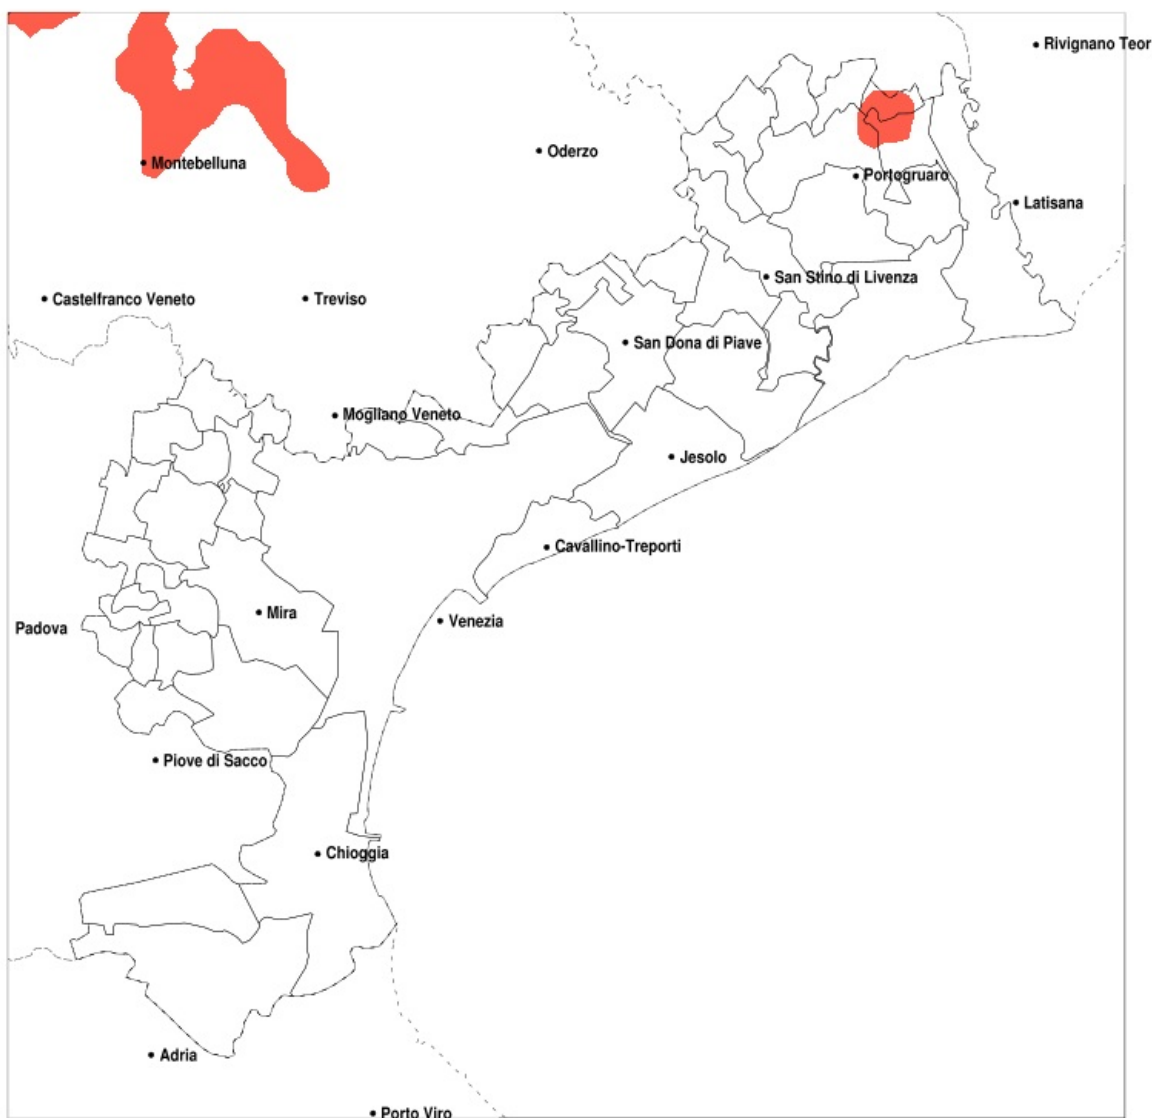 Rivignano Teor
Oderzo
Montebelluna
Portogruaro
Latisana
San Stino di Livenza
Castelfranco Veneto
Treviso
San Dona di Piave
Mogliano Veneto
Jesolo
Cavallino-Treporti
Mira
Venezia
Padova
Piove di Sacco
Chioggia
Adria
Porto Viro